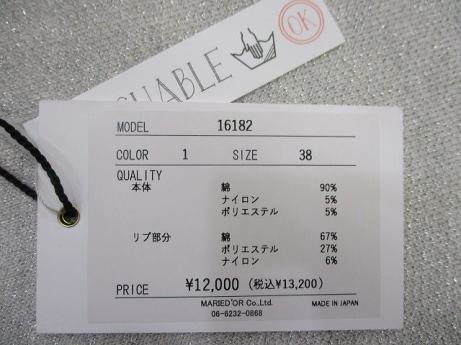 OK
MODEL 16182
COLOR 1 SIZE 38
QUALITY
本体 綿 90%
ナイロン 5%
ポリエステル 5%
リブ部分 綿 67%
ポリエステル 27%
ナイロン 6%
PRICE ¥12,000 (税込¥13,200)
MARIED'OR Co.,Ltd. MADE IN JAPAN
06-6232-0868